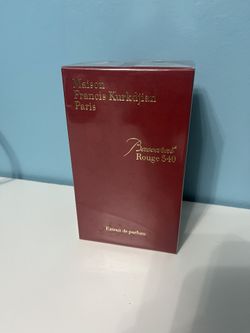 Maison
Francis Kurkdjian
Paris
Baccarat
Rouge 540
Extrait de parfum